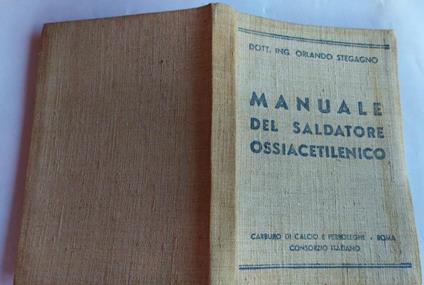 DOTT. ING. ORLANDO STEGAGNO
MANUALE
DEL SALDATORE
OSSIACETILENICO
CARBURO DI CALCIO E FERROLEGHE - ROMA
CONSORZIO ITALIANO